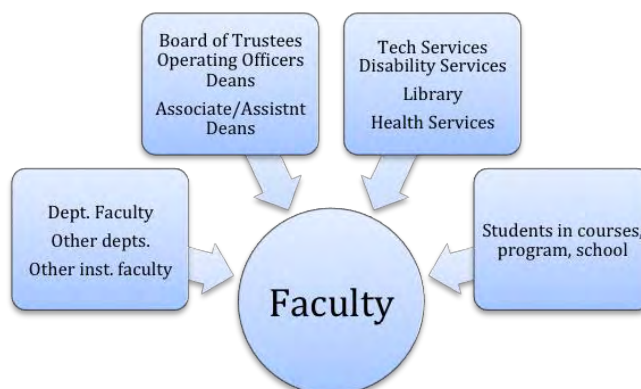 Board of Trustees
Operating Officers
Deans
Associate/Assistnt
Deans
Tech Services
Disability Services
Library
Health Services
Dept. Faculty
Other depts.
Other inst. faculty
Students in courses,
program, school
Faculty